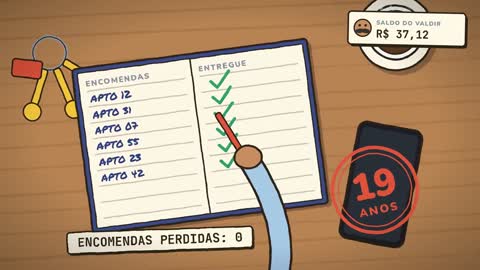 SALDO DO VALDIR
R$ 37,12
ENCOMENDAS
APTO 12
APTO 31
APTO 07
APTO 55
APTO 23
APTO 42
ENTREGUE
19
ANOS
ENCOMENDAS PERDIDAS: 0